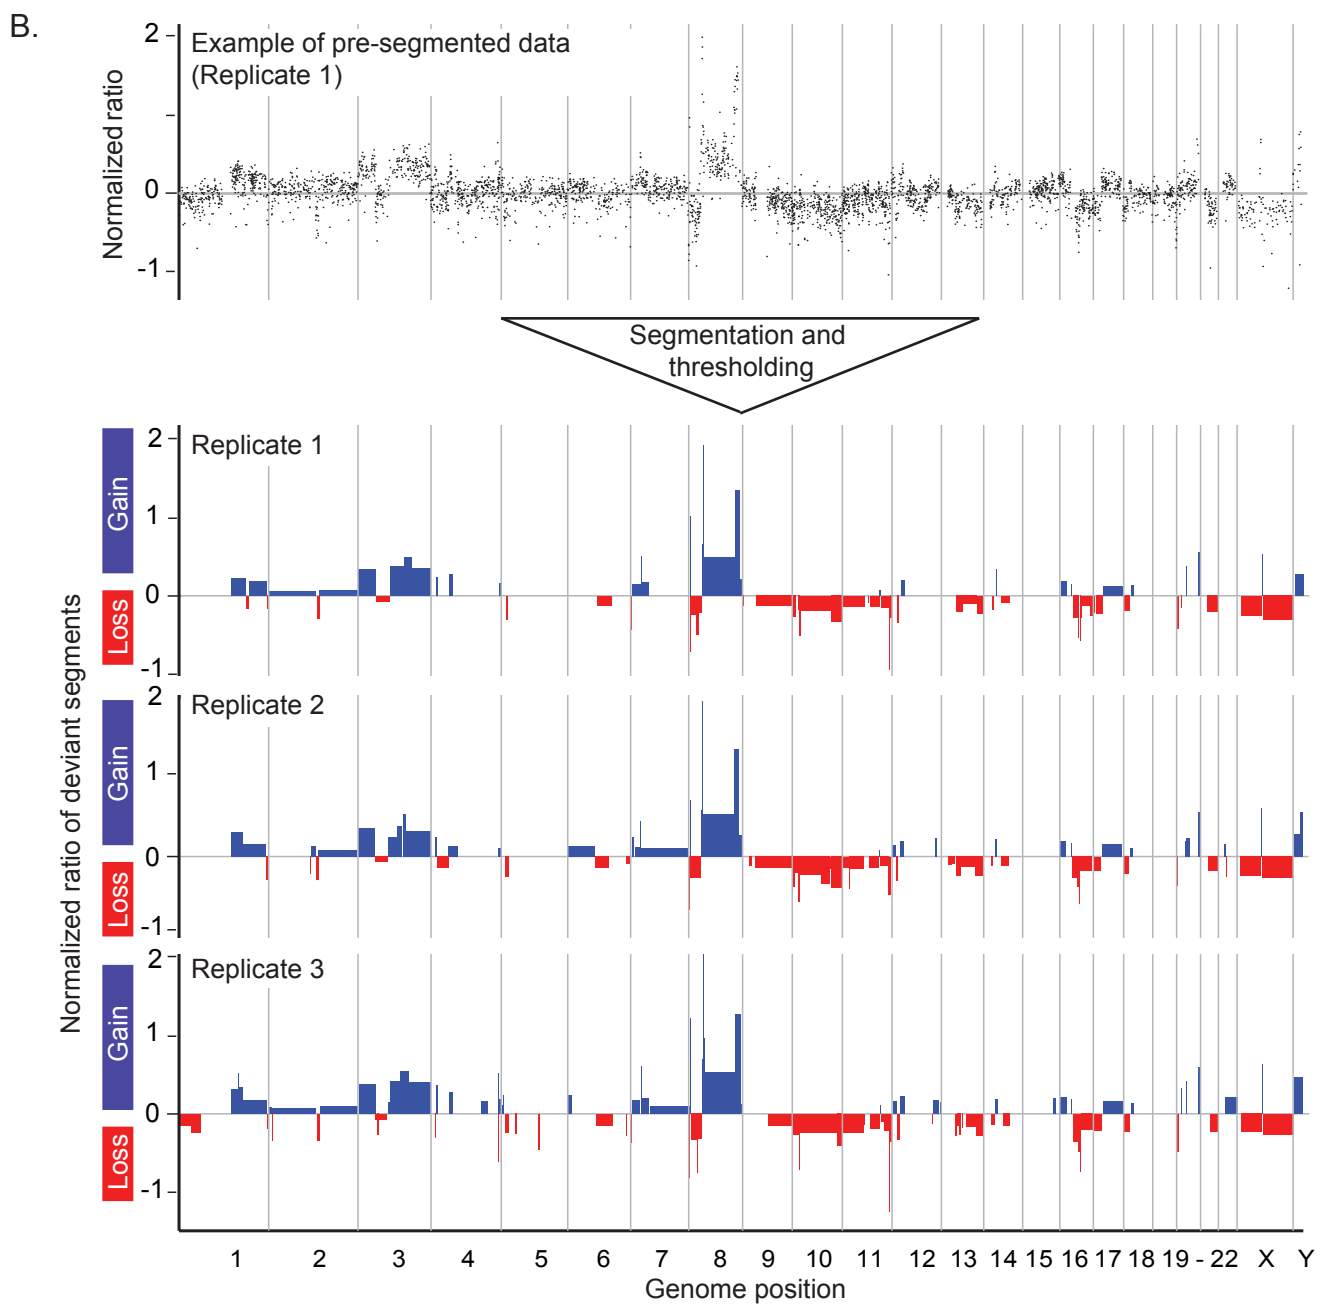 B.
Example of pre-segmented data
(Replicate 1)
Normalized ratio
2
1
0
-1
Segmentation and
thresholding
Normalized ratio of deviant segments
Replicate 1
Gain
Loss
2
1
0
-1
Replicate 2
Gain
Loss
2
1
0
-1
Replicate 3
Gain
Loss
2
1
0
-1
1 2 3 4 5 6 7 8 9 10 11 12 13 14 15 16 17 18 19 - 22 X Y
Genome position